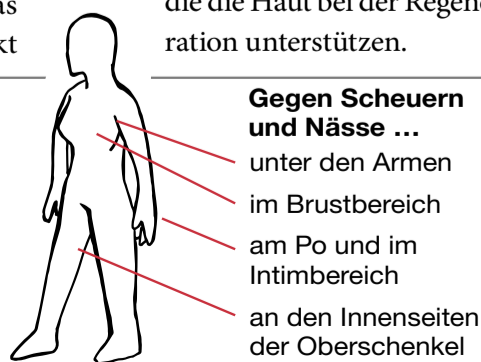 as
kt
die die Haut bei der Regene
ration unterstützen.
Gegen Scheuern
und Nässe …
unter den Armen
im Brustbereich
am Po und im
Intimbereich
an den Innenseiten
der Oberschenkel